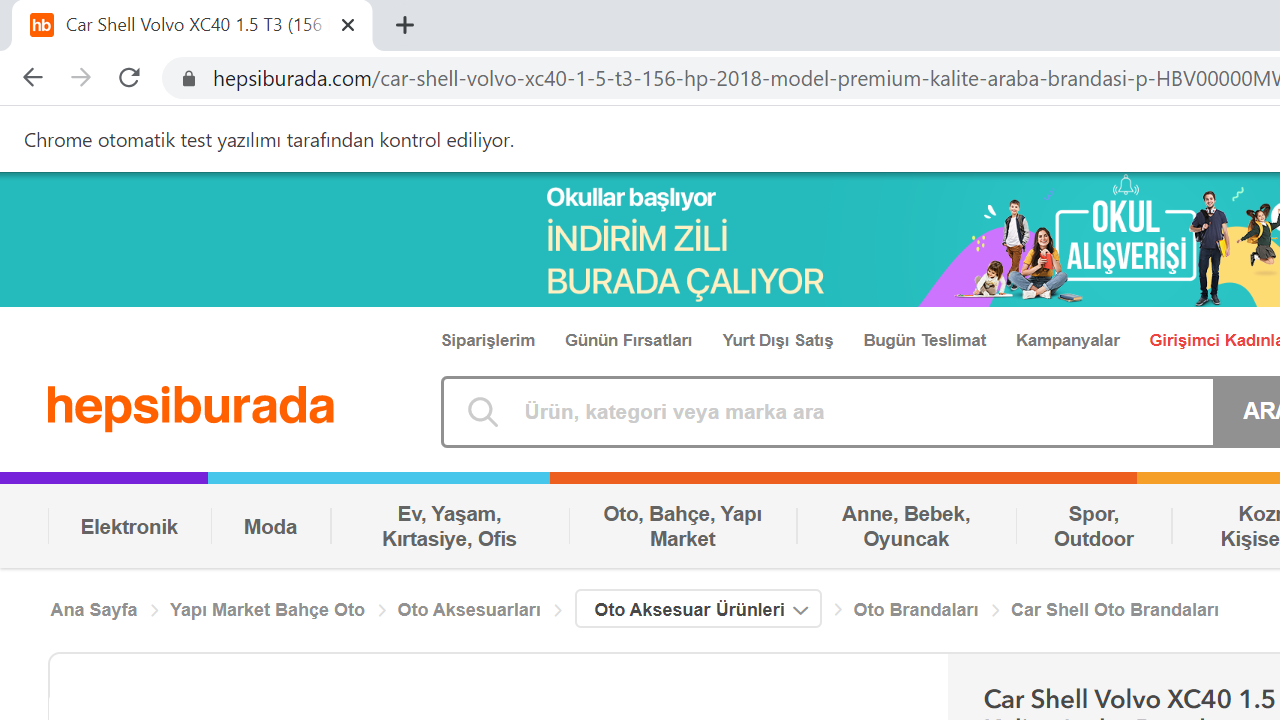 hb Car Shell Volvo XC40 1.5 T3 (156
hepsiburada.com/car-shell-volvo-xc40-1-5-t3-156-hp-2018-model-premium-kalite-araba-brandasi-p-HBV00000MW
Chrome otomatik test yazılımı tarafından kontrol ediliyor.
Okullar başlıyor
İNDİRİM ZİLİ
BURADA ÇALIYOR
OKUL
ALIŞVERİŞİ
Siparişlerim Günün Fırsatları Yurt Dışı Satış Bugün Teslimat Kampanyalar Girişimci Kadınla
hepsiburada
Ürün, kategori veya marka ara
ARA
Elektronik
Moda
Ev, Yaşam,
Kırtasiye, Ofis
Oto, Bahçe, Yapı
Market
Anne, Bebek,
Oyuncak
Spor,
Outdoor
Kozm
Kişise
Ana Sayfa Yapı Market Bahçe Oto Oto Aksesuarları Oto Aksesuar Ürünleri Oto Brandaları Car Shell Oto Brandaları
Car Shell Volvo XC40 1.5